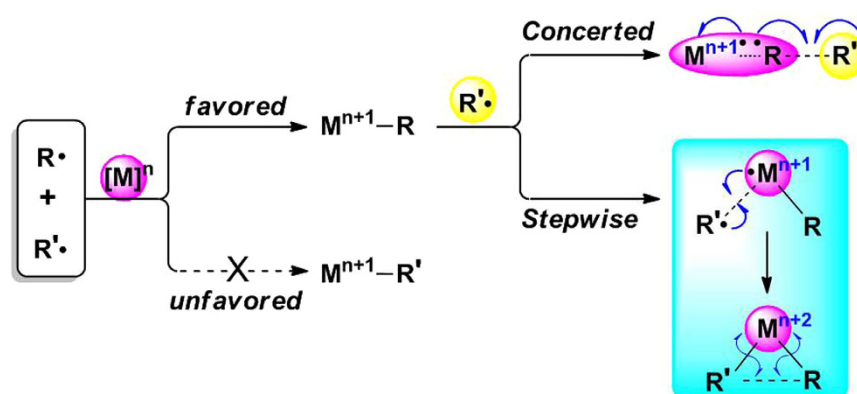 R•
+
R'•
[M]ⁿ
favored
Mⁿ⁺¹–R
unfavored
X
Mⁿ⁺¹–R'
R'•
Concerted
Mⁿ⁺¹ •• R R'
Stepwise
•Mⁿ⁺¹
R'•
R
Mⁿ⁺²
R' R